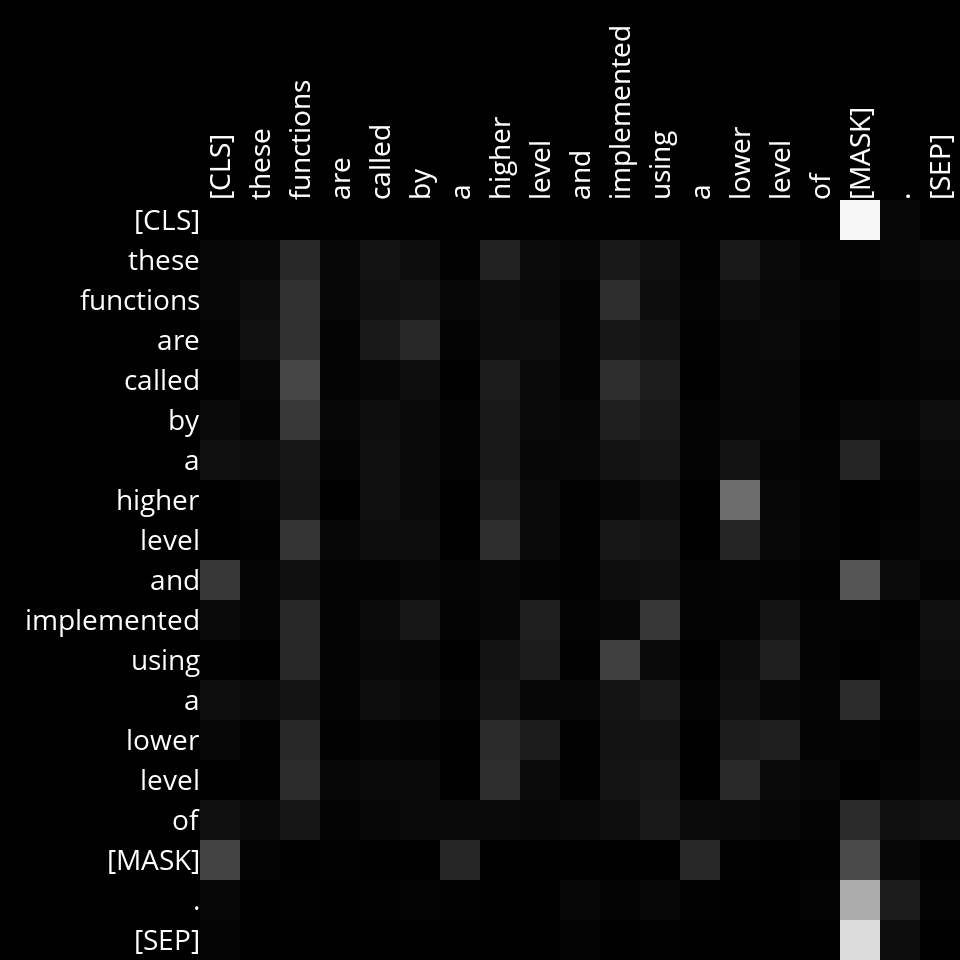 [CLS] these functions are called by a higher level and implemented using a lower level of [MASK] . [SEP]
[CLS]
these
functions
are
called
by
a
higher
level
and
implemented
using
a
lower
level
of
[MASK]
.
[SEP]